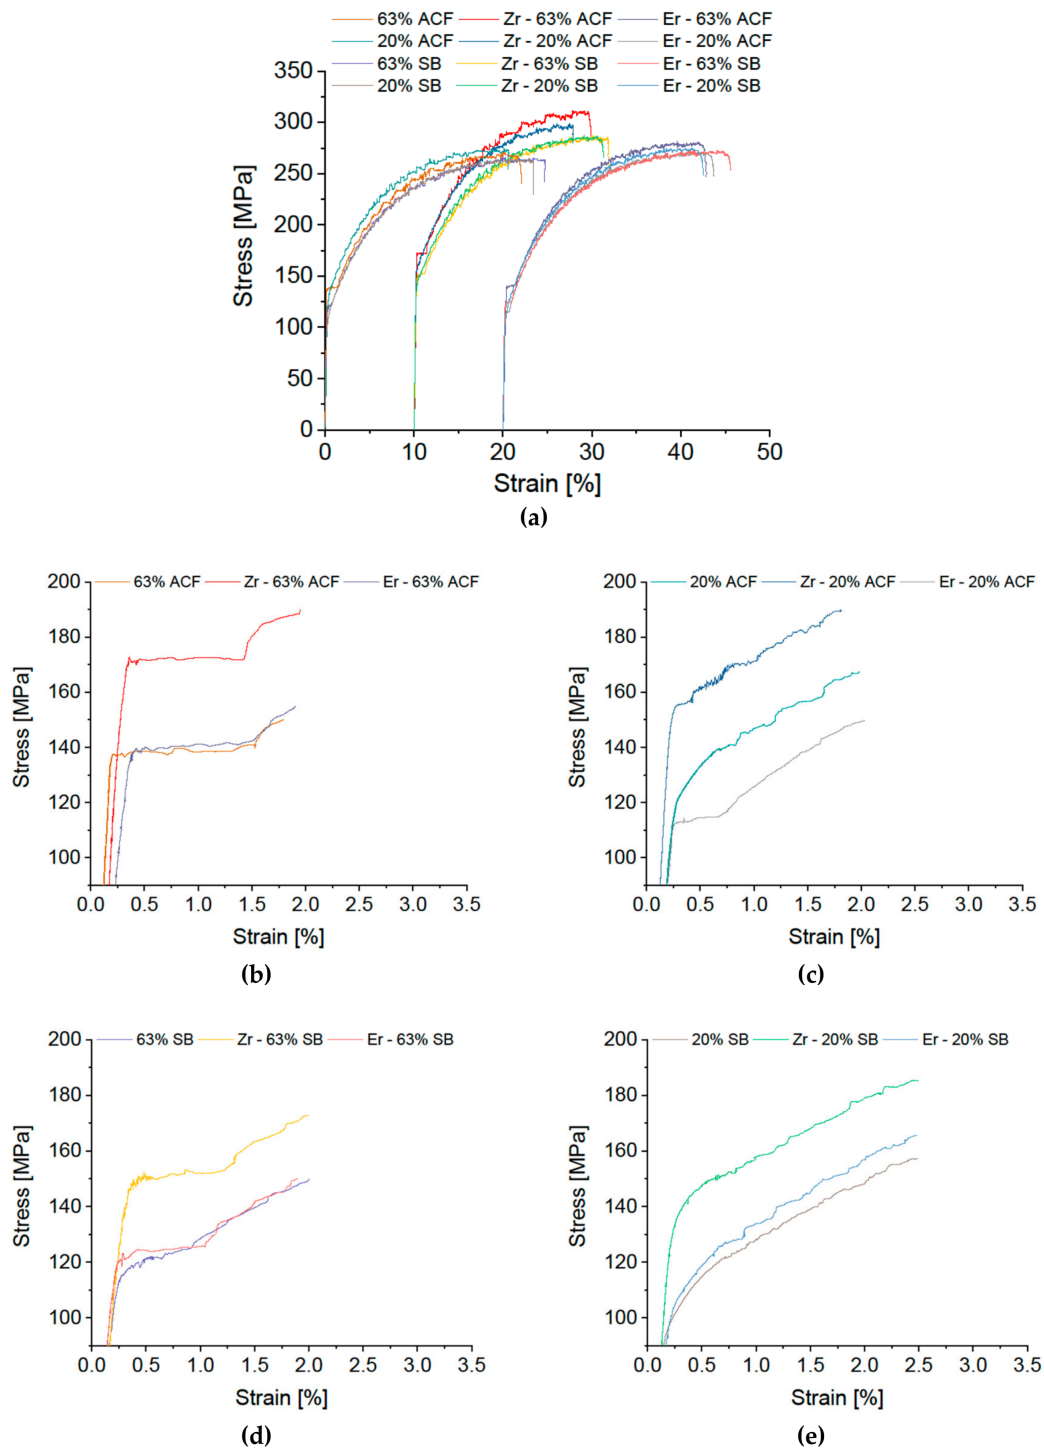 63% ACF Zr - 63% ACF Er - 63% ACF
20% ACF Zr - 20% ACF Er - 20% ACF
63% SB Zr - 63% SB Er - 63% SB
20% SB Zr - 20% SB Er - 20% SB
350
300
250
200
150
100
50
0
Stress [MPa]
0 10 20 30 40 50
Strain [%]
(a)
63% ACF Zr - 63% ACF Er - 63% ACF
200
180
160
140
120
100
Stress [MPa]
0.0 0.5 1.0 1.5 2.0 2.5 3.0 3.5
Strain [%]
(b)
20% ACF Zr - 20% ACF Er - 20% ACF
200
180
160
140
120
100
Stress [MPa]
0.0 0.5 1.0 1.5 2.0 2.5 3.0 3.5
Strain [%]
(c)
63% SB Zr - 63% SB Er - 63% SB
200
180
160
140
120
100
Stress [MPa]
0.0 0.5 1.0 1.5 2.0 2.5 3.0 3.5
Strain [%]
(d)
20% SB Zr - 20% SB Er - 20% SB
200
180
160
140
120
100
Stress [MPa]
0.0 0.5 1.0 1.5 2.0 2.5 3.0 3.5
Strain [%]
(e)